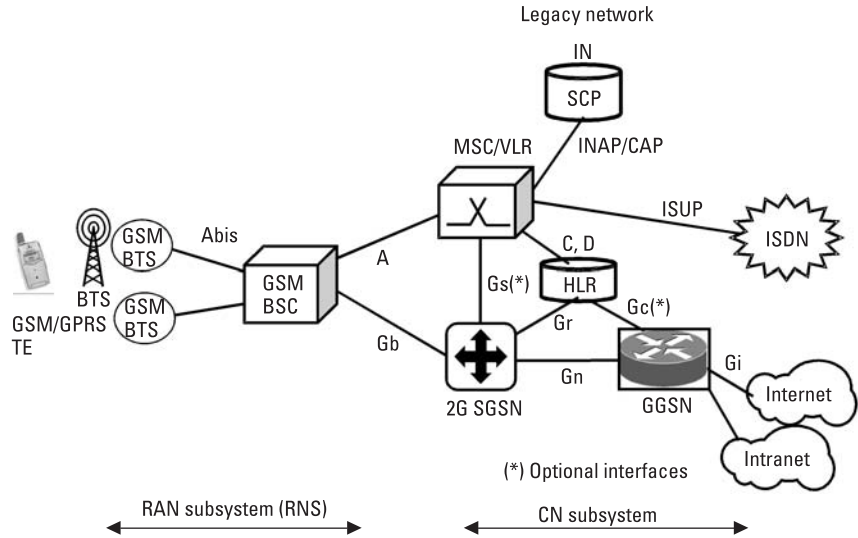 Legacy network
IN
SCP
MSC/VLR
INAP/CAP
ISUP
ISDN
GSM
BTS
Abis
A
C, D
Gs(*)
HLR
GSM
BSC
BTS
GSM
BTS
GSM/GPRS
TE
Gr
Gc(*)
Gb
Gn
Gi
2G SGSN
GGSN
Internet
Intranet
(*) Optional interfaces
RAN subsystem (RNS)
CN subsystem